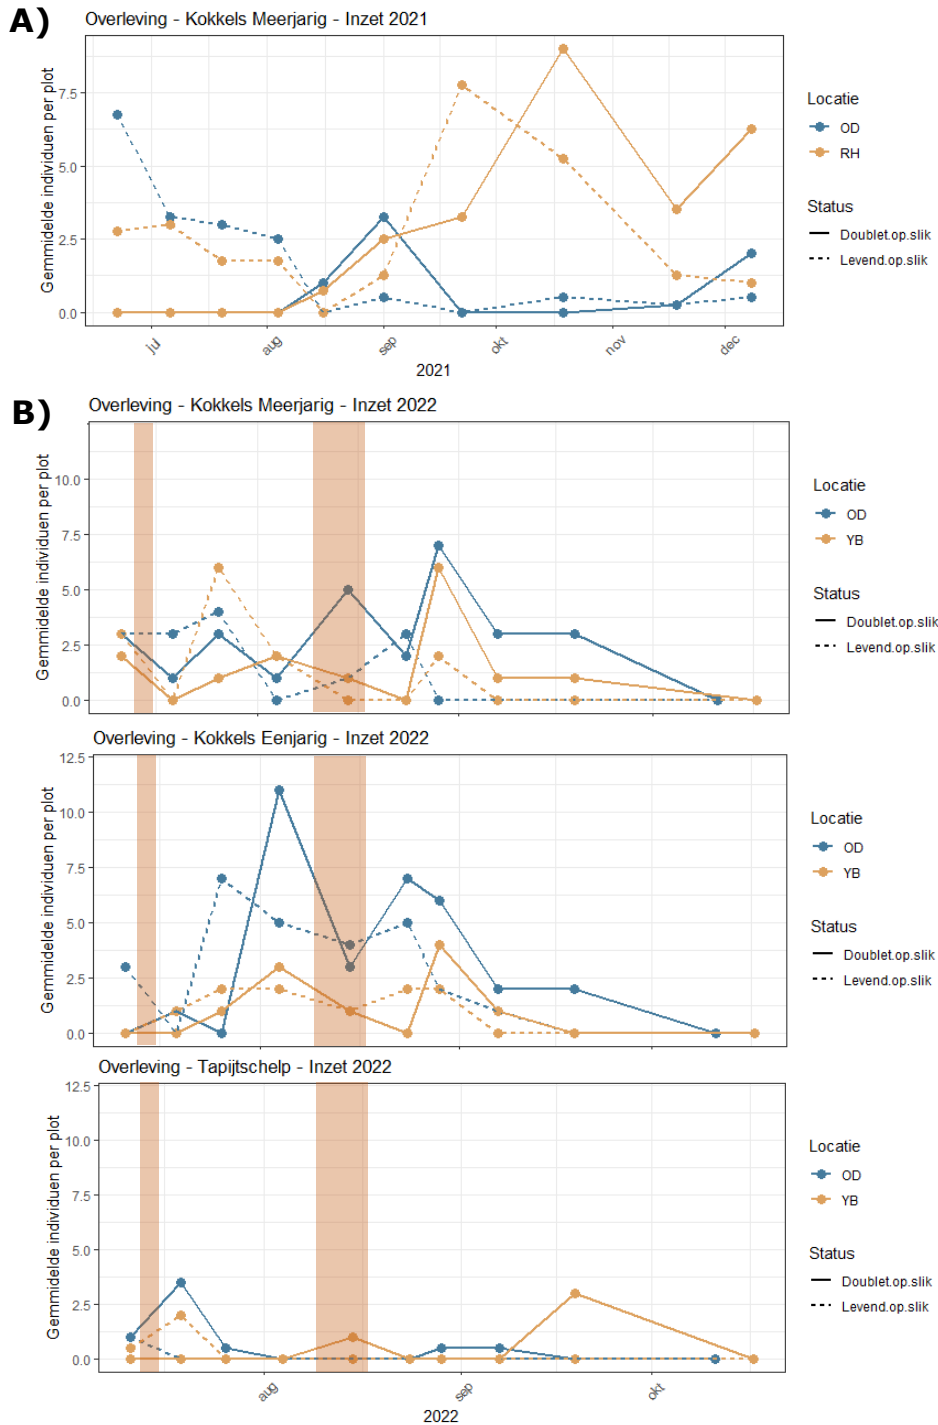 A)
Overleving - Kokkels Meerjarig - Inzet 2021
Gemmidelde individuen per plot
7.5
5.0
2.5
0.0
jul
aug
sep
okt
nov
dec
2021
Locatie
OD
RH
Status
Doublet.op.slik
Levend.op.slik
B)
Overleving - Kokkels Meerjarig - Inzet 2022
Gemmidelde individuen per plot
10.0
7.5
5.0
2.5
0.0
Locatie
OD
YB
Status
Doublet.op.slik
Levend.op.slik
Overleving - Kokkels Eenjarig - Inzet 2022
Gemmidelde individuen per plot
12.5
10.0
7.5
5.0
2.5
0.0
Locatie
OD
YB
Status
Doublet.op.slik
Levend.op.slik
Overleving - Tapijtschelp - Inzet 2022
Gemmidelde individuen per plot
12.5
10.0
7.5
5.0
2.5
0.0
aug
sep
okt
2022
Locatie
OD
YB
Status
Doublet.op.slik
Levend.op.slik